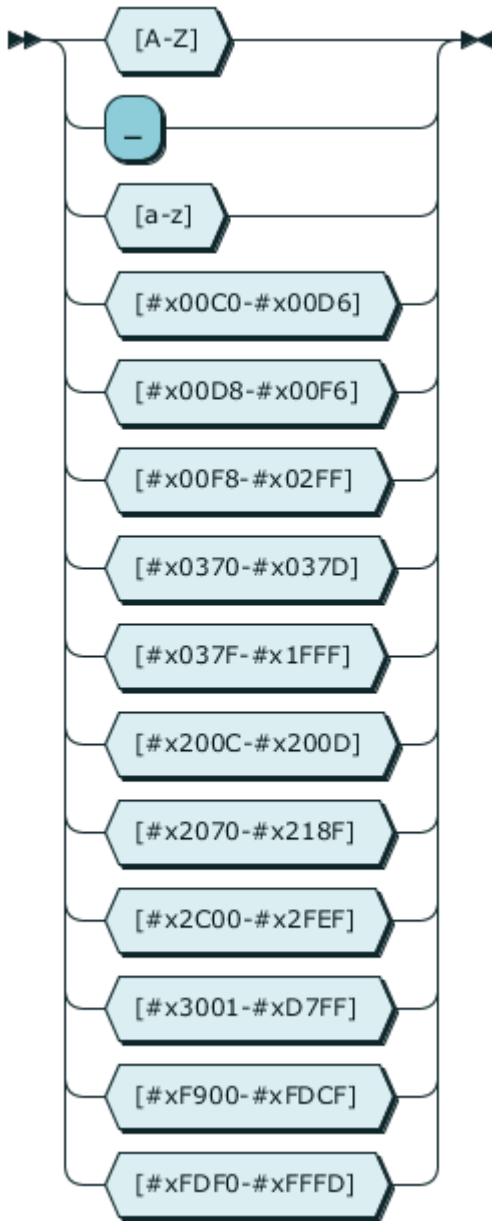 [A-Z]
_
[a-z]
[#x00C0-#x00D6]
[#x00D8-#x00F6]
[#x00F8-#x02FF]
[#x0370-#x037D]
[#x037F-#x1FFF]
[#x200C-#x200D]
[#x2070-#x218F]
[#x2C00-#x2FEF]
[#x3001-#xD7FF]
[#xF900-#xFDCF]
[#xFDF0-#xFFFD]